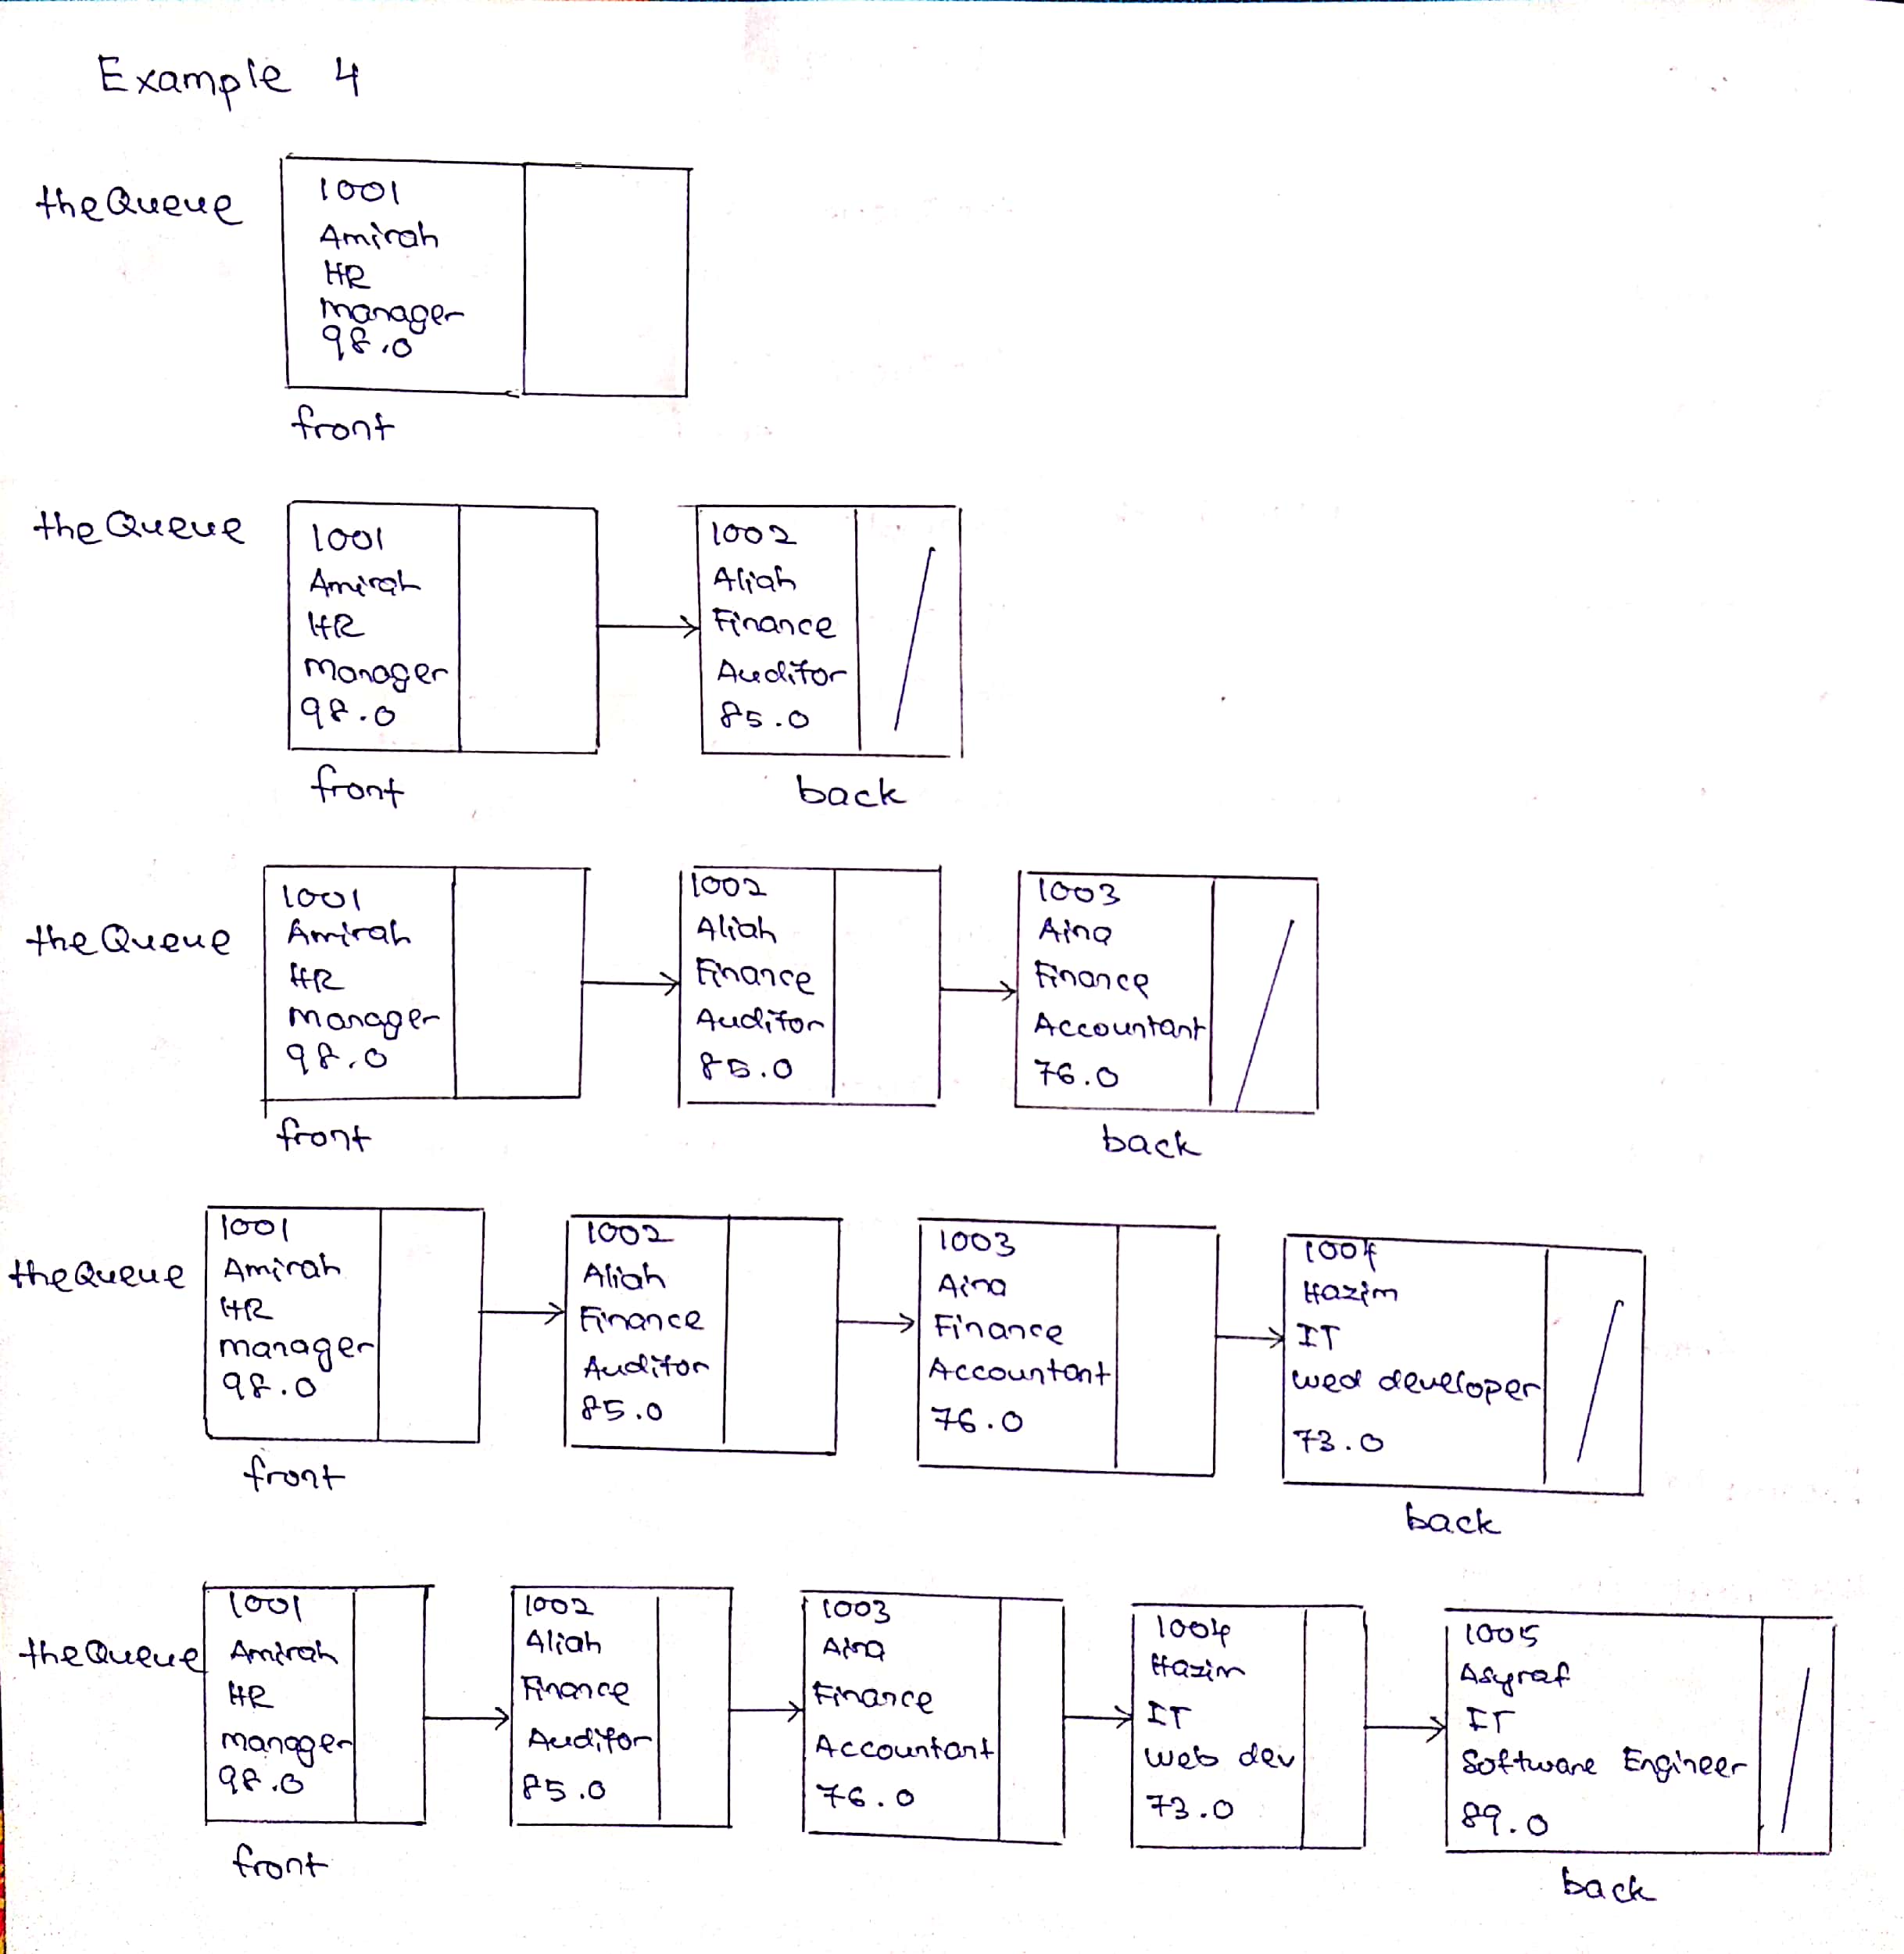 Example 4
theQueue
1001
Amirah
HR
manager
98.0
front
theQueue
1001
Amirah
HR
manager
98.0
front
1002
Aliah
Finance
Auditor
85.0
back
theQueue
1001
Amirah
HR
manager
98.0
front
1002
Aliah
Finance
Auditor
85.0
1003
Aina
Finance
Accountant
76.0
back
theQueue
1001
Amirah
HR
manager
98.0
front
1002
Aliah
Finance
Auditor
85.0
1003
Aina
Finance
Accountant
76.0
1004
Hazim
IT
wed developer
73.0
back
theQueue
1001
Amirah
HR
manager
98.0
front
1002
Aliah
Finance
Auditor
85.0
1003
Aina
Finance
Accountant
76.0
1004
Hazim
IT
web dev
73.0
1005
Asyraf
IT
Software Engineer
89.0
back